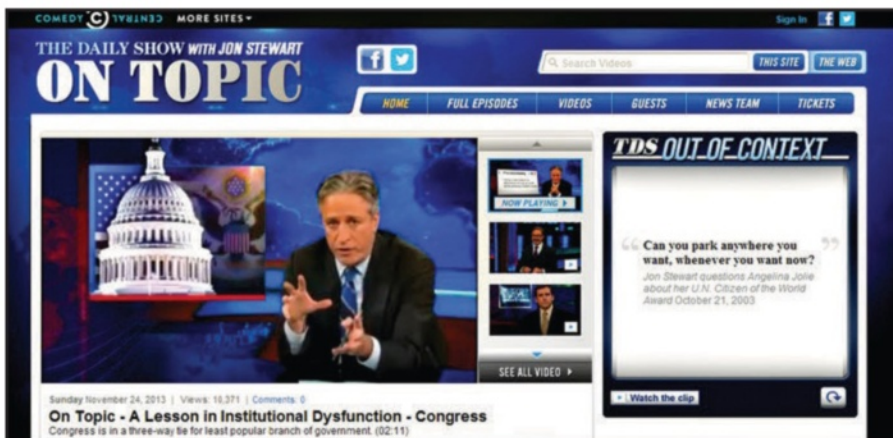 COMEDY CENTRAL MORE SITES
Sign In
THE DAILY SHOW WITH JON STEWART
ON TOPIC
Search Videos THIS SITE THE WEB
HOME FULL EPISODES VIDEOS GUESTS NEWS TEAM TICKETS
NOW PLAYING
SEE ALL VIDEO
TDS OUT OF CONTEXT
“ Can you park anywhere you ”
want, whenever you want now?
Jon Stewart questions Angelina Jolie
about her U.N. Citizen of the World
Award October 21, 2003
Watch the clip
Sunday November 24, 2013 | Views: 16,371 | Comments: 0
On Topic - A Lesson in Institutional Dysfunction - Congress
Congress is in a three-way tie for least popular branch of government. (02:11)